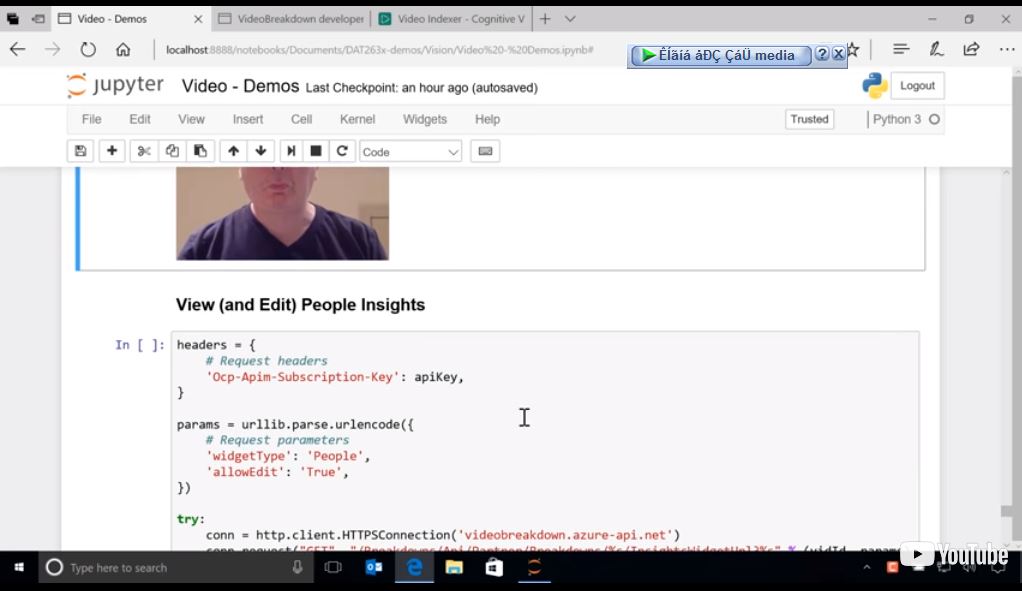 Video - Demos
VideoBreakdown developer
Video Indexer - Cognitive V
localhost:8888/notebooks/Documents/DAT263x-demos/Vision/Video%20-%20Demos.ipynb#
Êíãíá åÐÇ ÇáÜ media
?
jupyter Video - Demos Last Checkpoint: an hour ago (autosaved)
Logout
File Edit View Insert Cell Kernel Widgets Help
Trusted
Python 3
Code
View (and Edit) People Insights
In [ ]: headers = {
# Request headers
'Ocp-Apim-Subscription-Key': apiKey,
}
params = urllib.parse.urlencode({
# Request parameters
'widgetType': 'People',
'allowEdit': 'True',
})
try:
conn = http.client.HTTPSConnection('videobreakdown.azure-api.net')
conn.request("GET", "/Breakdowns/Api/Partner/Breakdowns/%s/InsightsWidgetUrl?%s" % (vidId, params
Type here to search
YouTube